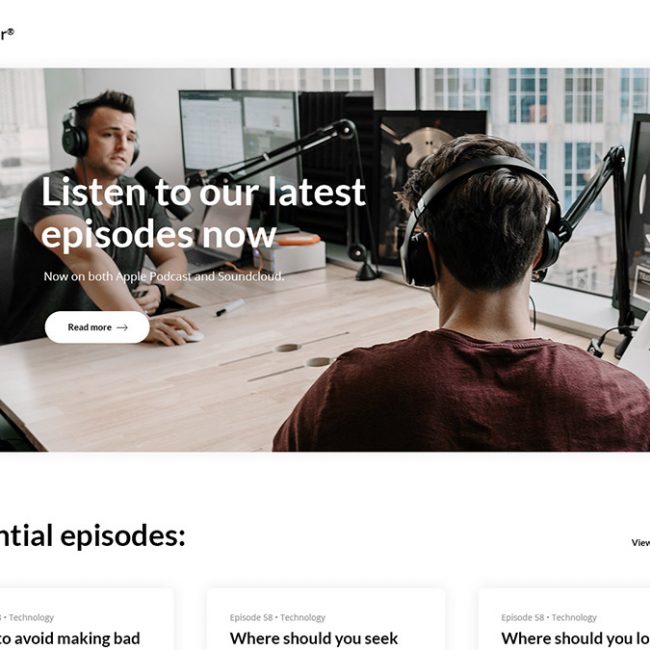 r®
Listen to our latest
episodes now
Now on both Apple Podcast and Soundcloud.
Read more →
ntial episodes:
View
8 • Technology
to avoid making bad
Episode 58 • Technology
Where should you seek
Episode 58 • Technology
Where should you lo